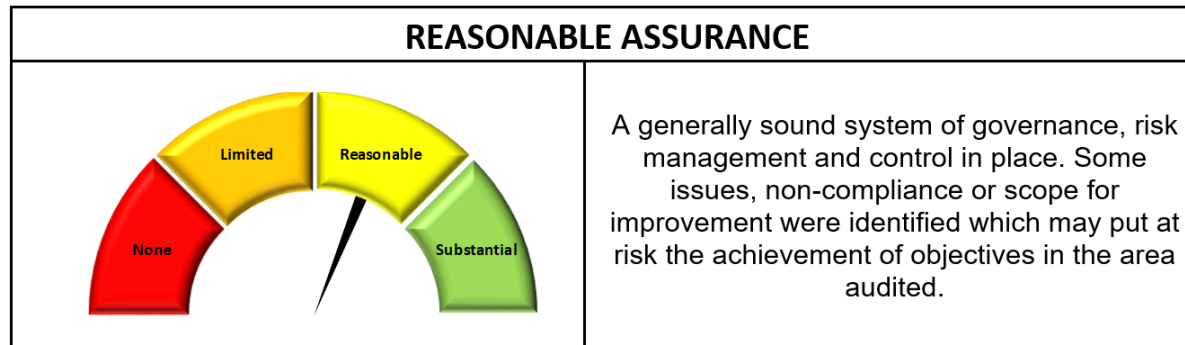 REASONABLE ASSURANCE
Limited
Reasonable
None
Substantial
A generally sound system of governance, risk
management and control in place. Some
issues, non-compliance or scope for
improvement were identified which may put at
risk the achievement of objectives in the area
audited.